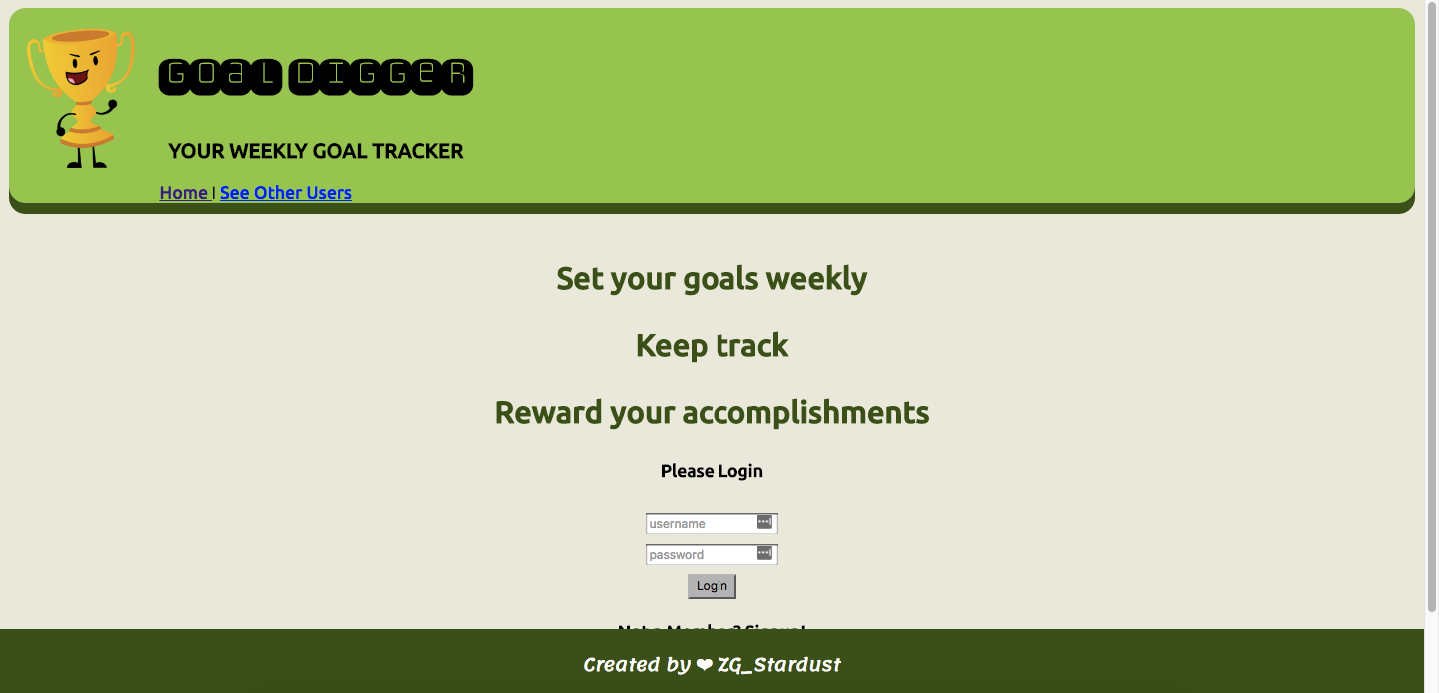 GOAL DIGGER
YOUR WEEKLY GOAL TRACKER
Home | See Other Users
Set your goals weekly
Keep track
Reward your accomplishments
Please Login
username
password
Login
Created by ❤ ZG_Stardust